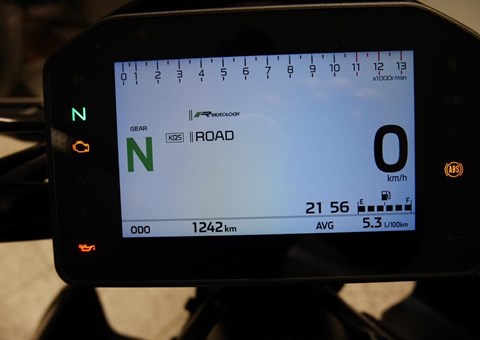 0 1 2 3 4 5 6 7 8 9 10 11 12 13
x1000r/min
N
RIDEOLOGY
GEAR
KQS ROAD
N
0
km/h
ABS
21 56
E F
ODO 1242 km AVG 5.3 L/100km